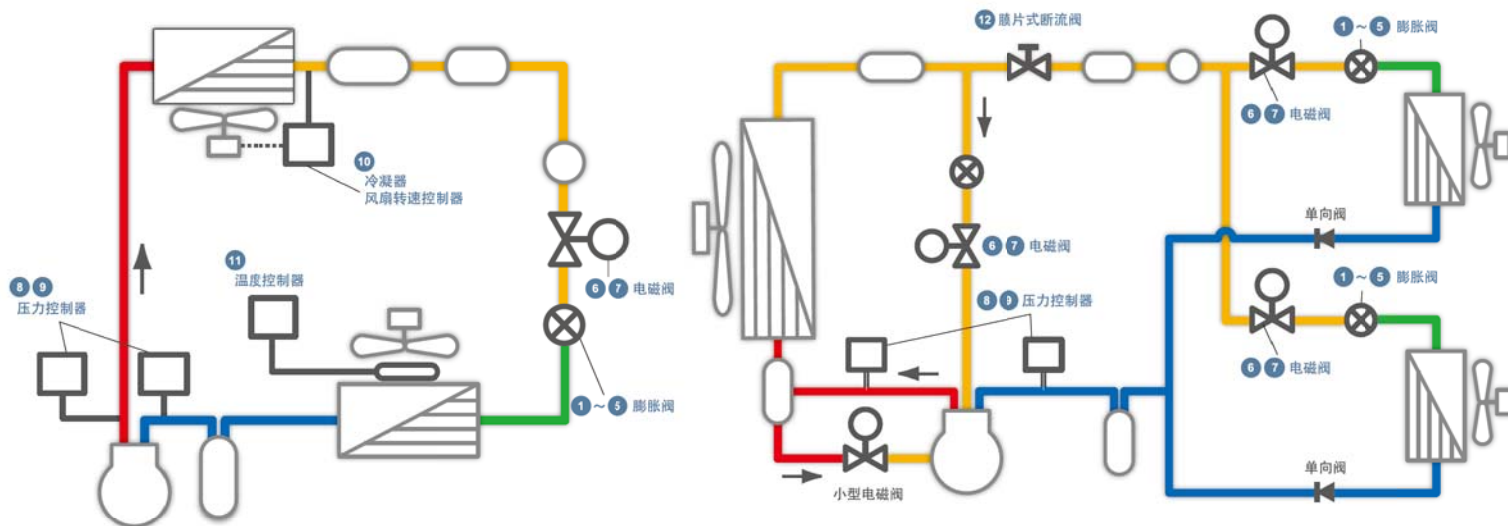 ⑩
冷凝器
风扇转速控制器
⑪
温度控制器
⑧ ⑨
压力控制器
⑥ ⑦ 电磁阀
①～⑤ 膨胀阀
⑫ 膜片式断流阀
①～⑤ 膨胀阀
⑥ ⑦ 电磁阀
单向阀
⑥ ⑦ 电磁阀
①～⑤ 膨胀阀
⑧ ⑨ 压力控制器
⑥ ⑦ 电磁阀
单向阀
小型电磁阀